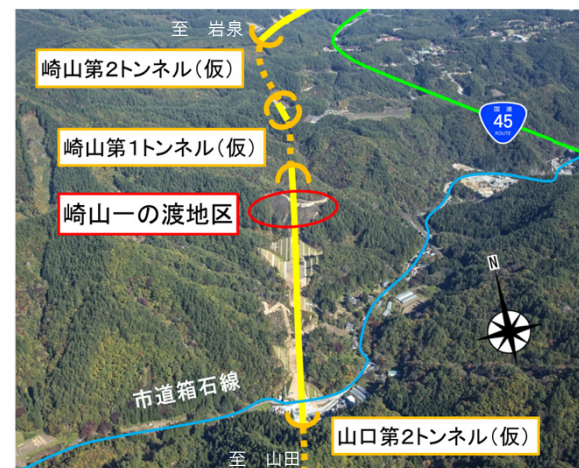 至 岩泉
崎山第2トンネル(仮)
国道
45
ROUTE
崎山第1トンネル(仮)
崎山一の渡地区
N
市道箱石線
山口第2トンネル(仮)
至 山田